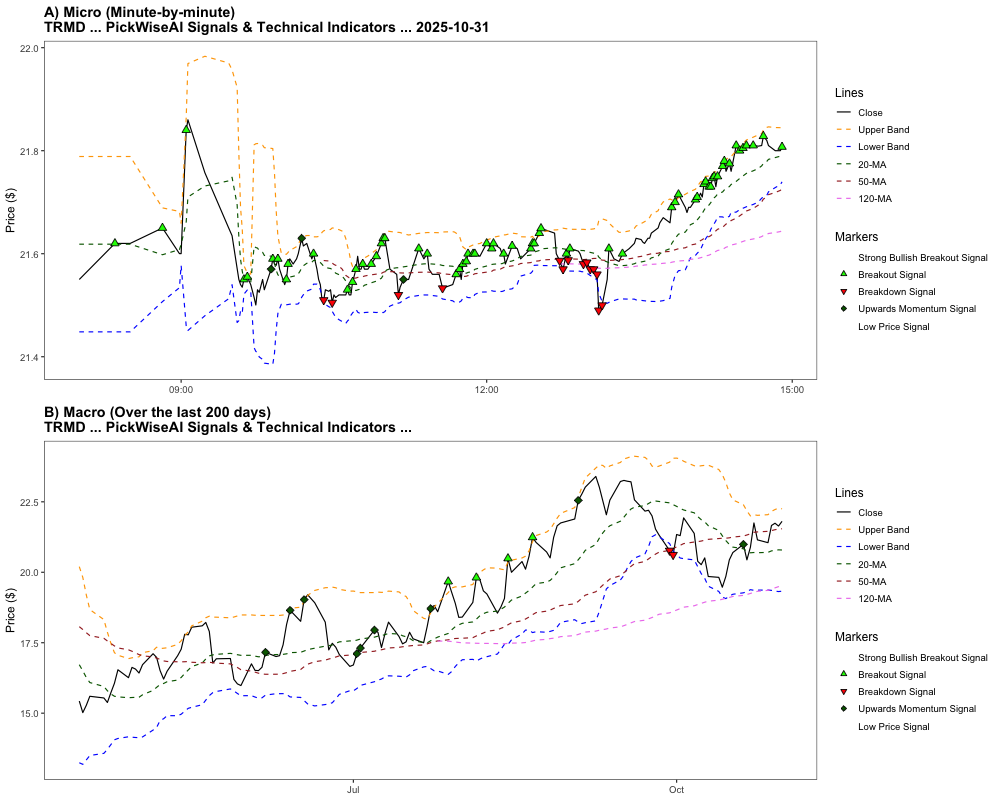 A) Micro (Minute-by-minute)
TRMD ... PickWiseAI Signals & Technical Indicators ... 2025-10-31
Price ($)
22.0
21.8
21.6
21.4
09:00
12:00
15:00
Lines
Close
Upper Band
Lower Band
20-MA
50-MA
120-MA
Markers
Strong Bullish Breakout Signal
Breakout Signal
Breakdown Signal
Upwards Momentum Signal
Low Price Signal
B) Macro (Over the last 200 days)
TRMD ... PickWiseAI Signals & Technical Indicators ...
Price ($)
22.5
20.0
17.5
15.0
Jul
Oct
Lines
Close
Upper Band
Lower Band
20-MA
50-MA
120-MA
Markers
Strong Bullish Breakout Signal
Breakout Signal
Breakdown Signal
Upwards Momentum Signal
Low Price Signal